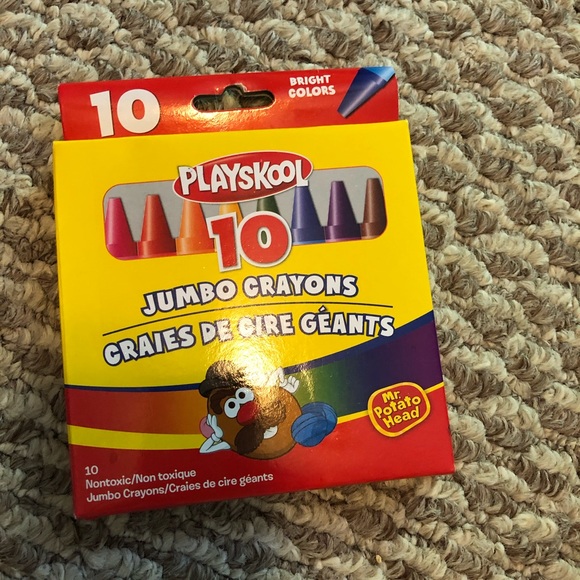 10
BRIGHT
COLORS
PLAYSKOOL
10
JUMBO CRAYONS
CRAIES DE CIRE GÉANTS
Mr.
Potato
Head
10
Nontoxic/Non toxique
Jumbo Crayons/Craies de cire géants